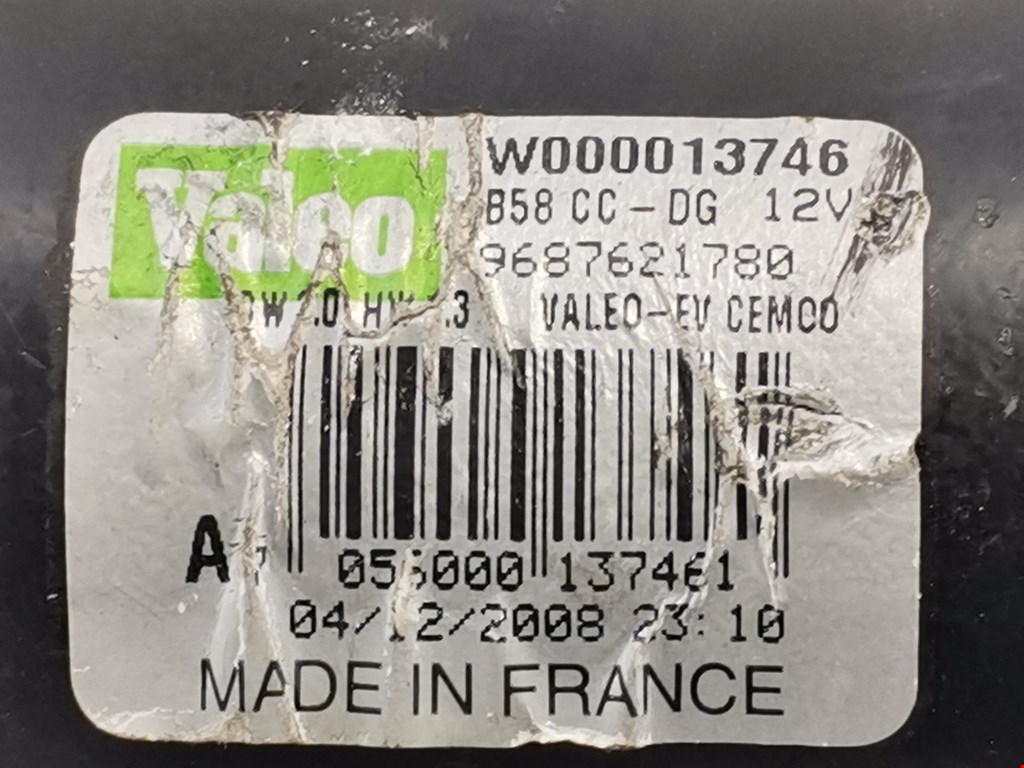 Valeo
W000013746
B58 CC-DG 12V
9687621780
VALEO-EV CEMCO
A
137461
04/12/2008 23:10
MADE IN FRANCE